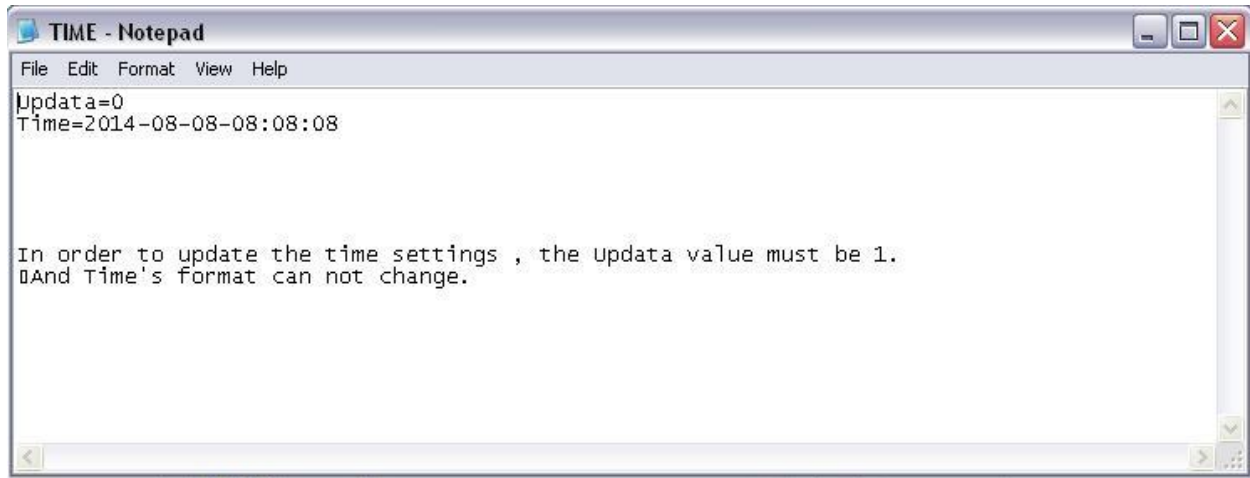 TIME - Notepad
File Edit Format View Help
Updata=0
Time=2014-08-08-08:08:08
In order to update the time settings , the Updata value must be 1.
▯And Time's format can not change.